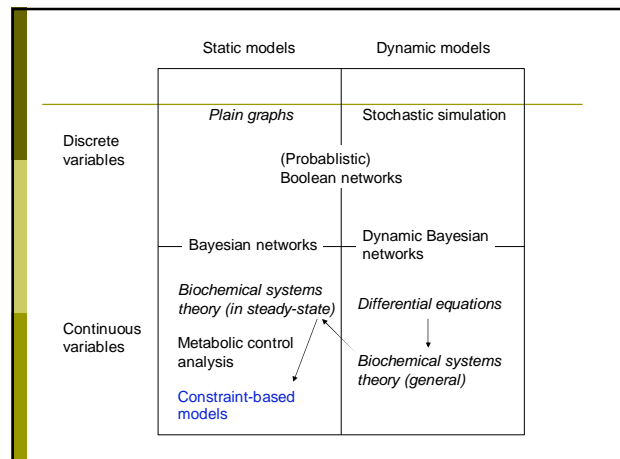 Static models
Dynamic models
Discrete
variables
Plain graphs
Stochastic simulation
(Probablistic)
Boolean networks
Bayesian networks
Dynamic Bayesian
networks
Continuous
variables
Biochemical systems
theory (in steady-state)
Metabolic control
analysis
Constraint-based
models
Differential equations
Biochemical systems
theory (general)